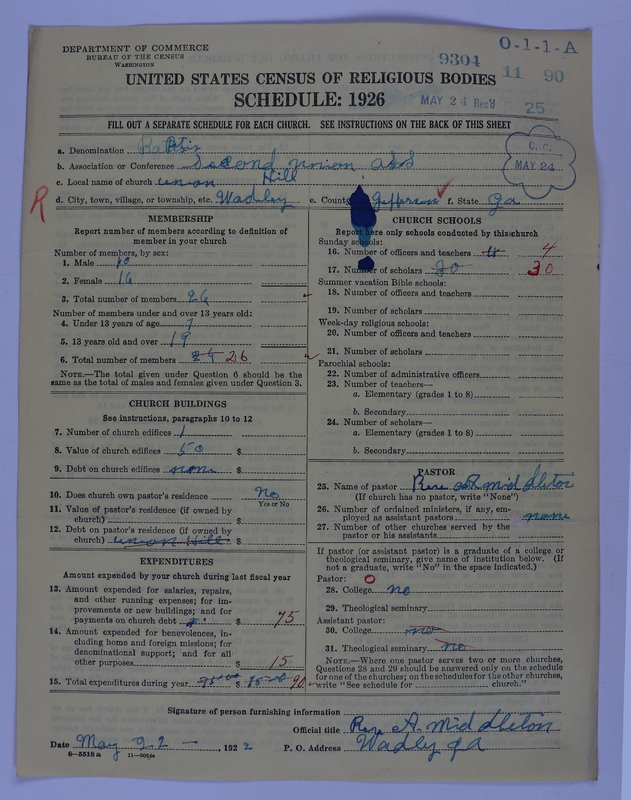 DEPARTMENT OF COMMERCE
BUREAU OF THE CENSUS
WASHINGTON
O-1-1-A
9304
11 90
UNITED STATES CENSUS OF RELIGIOUS BODIES
SCHEDULE: 1926
MAY 24 Rec'd
25
FILL OUT A SEPARATE SCHEDULE FOR EACH CHURCH. SEE INSTRUCTIONS ON THE BACK OF THIS SHEET
a. Denomination Baptis
b. Association or Conference Second Union ass
c. Local name of church union Hill
d. City, town, village, or township, etc. Wadley e. County Jefferson f. State Ga
MAY 24
R
MEMBERSHIP
Report number of members according to definition of
member in your church
Number of members, by sex:
1. Male 10
2. Female 16
3. Total number of members 26
Number of members under and over 13 years old:
4. Under 13 years of age 7
5. 13 years old and over 19
6. Total number of members 26
NOTE.—The total given under Question 6 should be the
same as the total of males and females given under Question 3.
CHURCH BUILDINGS
See instructions, paragraphs 10 to 12
7. Number of church edifices 1
8. Value of church edifices 50 $
9. Debt on church edifices none $
10. Does church own pastor's residence No
Yes or No
11. Value of pastor's residence (if owned by
church) $
12. Debt on pastor's residence (if owned by
church) union Hill $
EXPENDITURES
Amount expended by your church during last fiscal year
13. Amount expended for salaries, repairs,
and other running expenses; for im-
provements or new buildings; and for
payments on church debt $ 75
14. Amount expended for benevolences, in-
cluding home and foreign missions; for
denominational support; and for all
other purposes $ 15
15. Total expenditures during year $ 90
CHURCH SCHOOLS
Report here only schools conducted by this church
Sunday schools:
16. Number of officers and teachers 4 4
17. Number of scholars 30 30
Summer vacation Bible schools:
18. Number of officers and teachers
19. Number of scholars
Week-day religious schools:
20. Number of officers and teachers
21. Number of scholars
Parochial schools:
22. Number of administrative officers
23. Number of teachers—
a. Elementary (grades 1 to 8)
b. Secondary
24. Number of scholars—
a. Elementary (grades 1 to 8)
b. Secondary
PASTOR
25. Name of pastor middleton
(If church has no pastor, write "None")
26. Number of ordained ministers, if any, em-
ployed as assistant pastors none
27. Number of other churches served by the
pastor or his assistants
If pastor (or assistant pastor) is a graduate of a college or
theological seminary, give name of institution below. (If
not a graduate, write "No" in the space indicated.)
Pastor: 0
28. College no
29. Theological seminary
Assistant pastor:
30. College no
31. Theological seminary no
NOTE.—Where one pastor serves two or more churches,
Questions 28 and 29 should be answered only on the schedule
for one of the churches; on the schedules for the other churches,
write "See schedule for church."
Signature of person furnishing information
Official title A. Middleton
Date May 22, 192 P. O. Address Wadley ga
8—5518 a